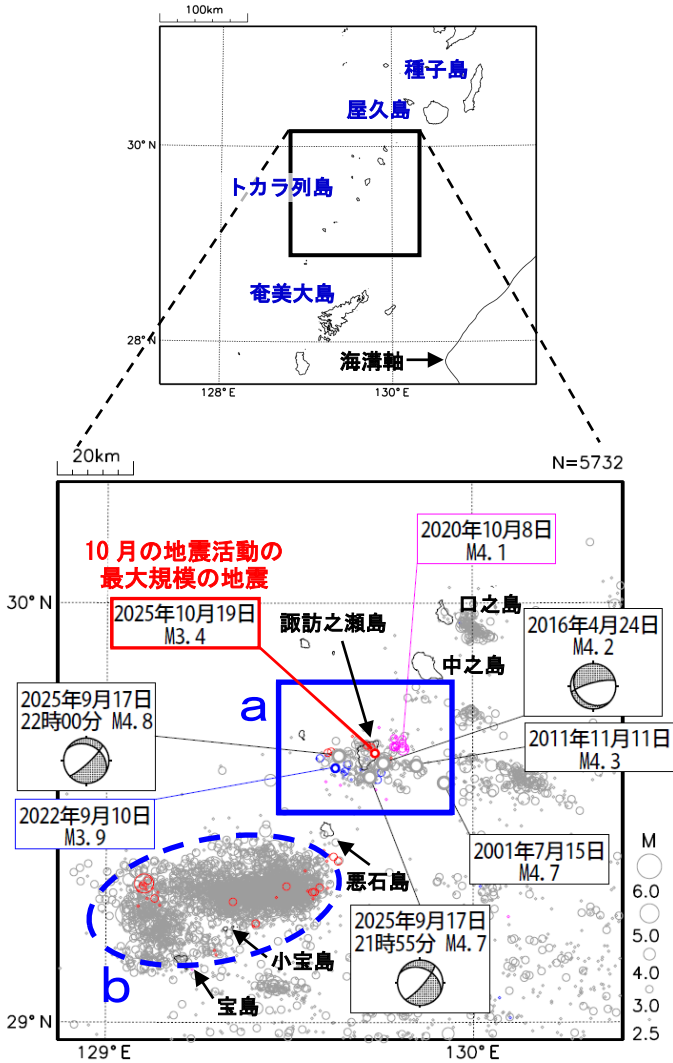 100km
種子島
屋久島
30°N
トカラ列島
奄美大島
28°N
海溝軸
128°E
130°E
20km
N=5732
2020年10月8日
M4.1
10月の地震活動の
最大規模の地震
30°N
2025年10月19日
M3.4
諏訪之瀬島
口之島
2016年4月24日
M4.2
中之島
a
2025年9月17日
22時00分 M4.8
2011年11月11日
M4.3
2022年9月10日
M3.9
2001年7月15日
M4.7
悪石島
M
6.0
5.0
4.0
3.0
2.5
2025年9月17日
21時55分 M4.7
小宝島
b
宝島
29°N
129°E
130°E